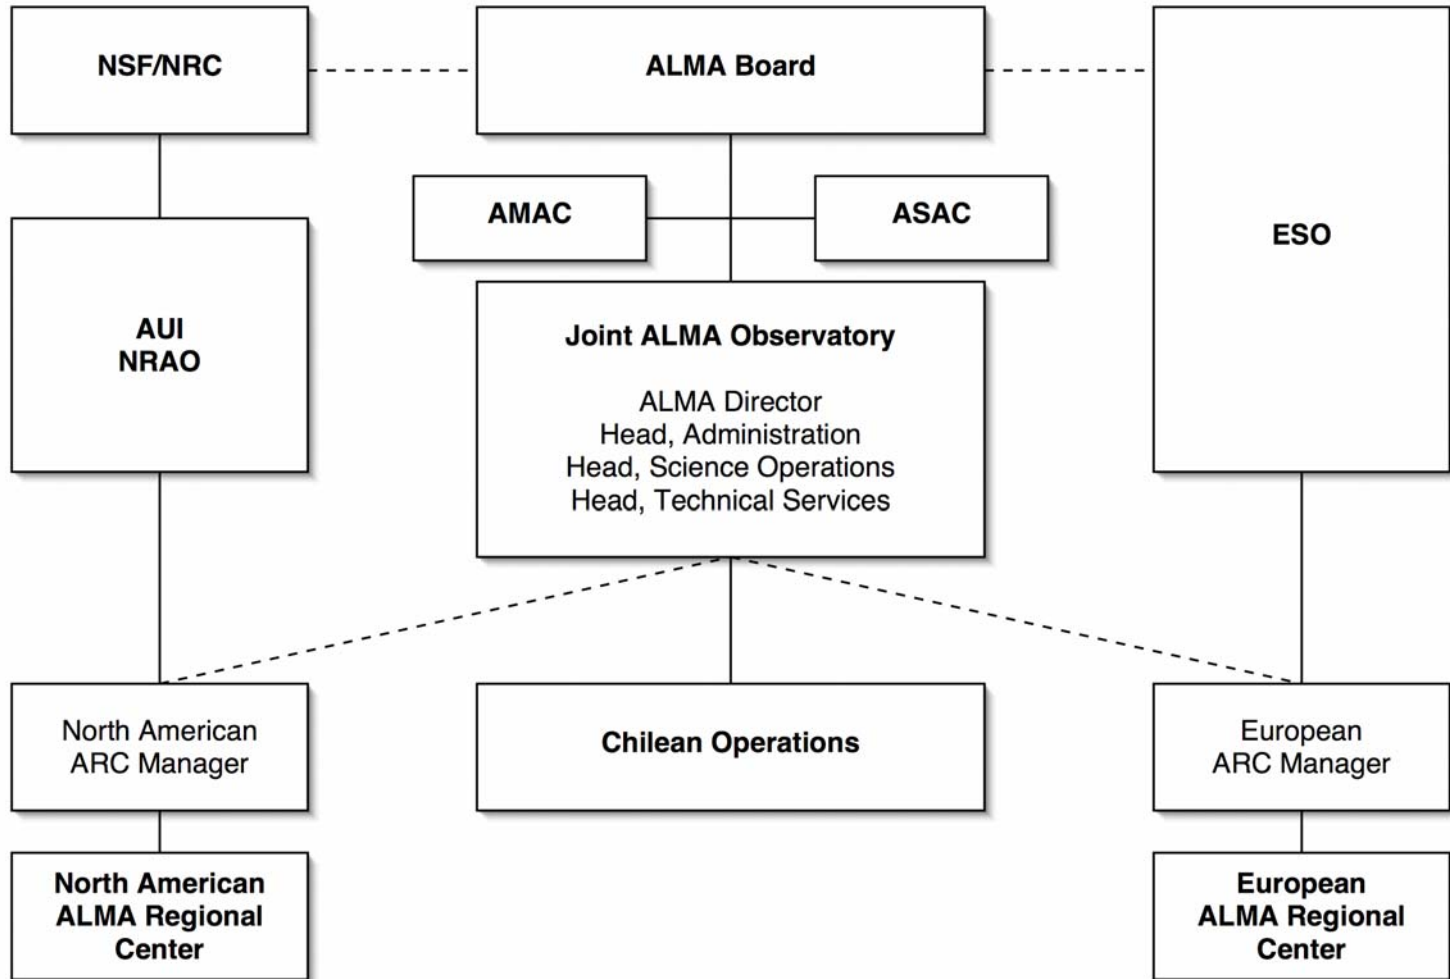 NSF/NRC
ALMA Board
ESO
AMAC
ASAC
AUI
NRAO
Joint ALMA Observatory
ALMA Director
Head, Administration
Head, Science Operations
Head, Technical Services
North American
ARC Manager
Chilean Operations
European
ARC Manager
North American
ALMA Regional
Center
European
ALMA Regional
Center